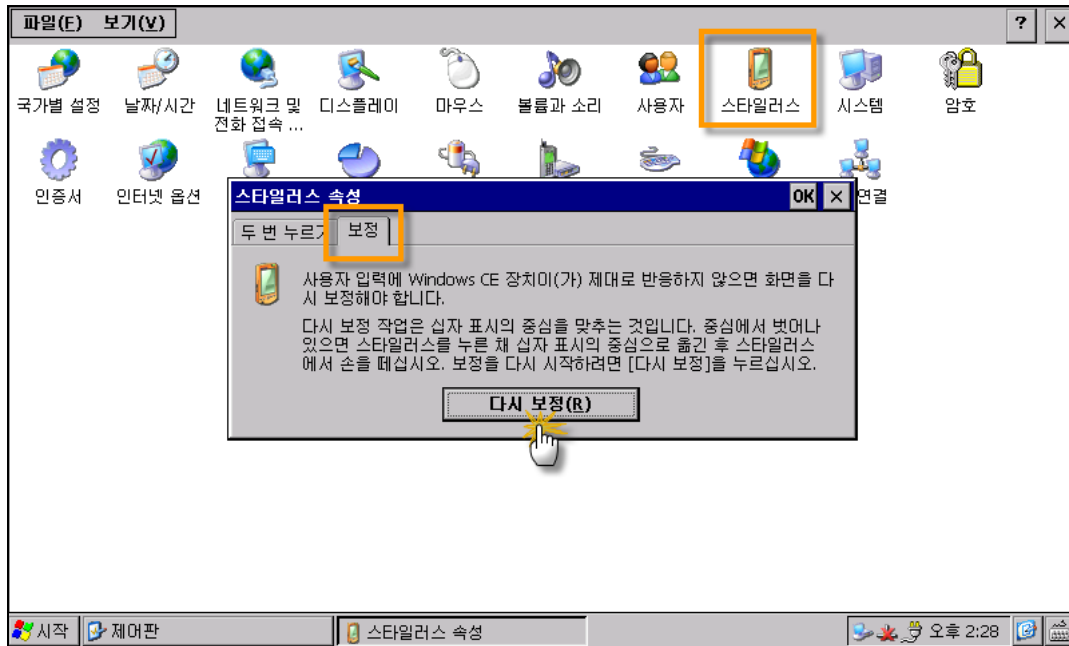 파일(F) 보기(V) ? ×
국가별 설정 날짜/시간 네트워크 및 디스플레이 마우스 볼륨과 소리 사용자 스타일러스 시스템 암호
전화 접속 ...
인증서 인터넷 옵션 연결
스타일러스 속성 OK ×
두 번 누르기 보정
사용자 입력에 Windows CE 장치이(가) 제대로 반응하지 않으면 화면을 다
시 보정해야 합니다.
다시 보정 작업은 십자 표시의 중심을 맞추는 것입니다. 중심에서 벗어나
있으면 스타일러스를 누른 채 십자 표시의 중심으로 옮긴 후 스타일러스
에서 손을 떼십시오. 보정을 다시 시작하려면 [다시 보정]을 누르십시오.
다시 보정(R)
시작 제어판 스타일러스 속성 오후 2:28